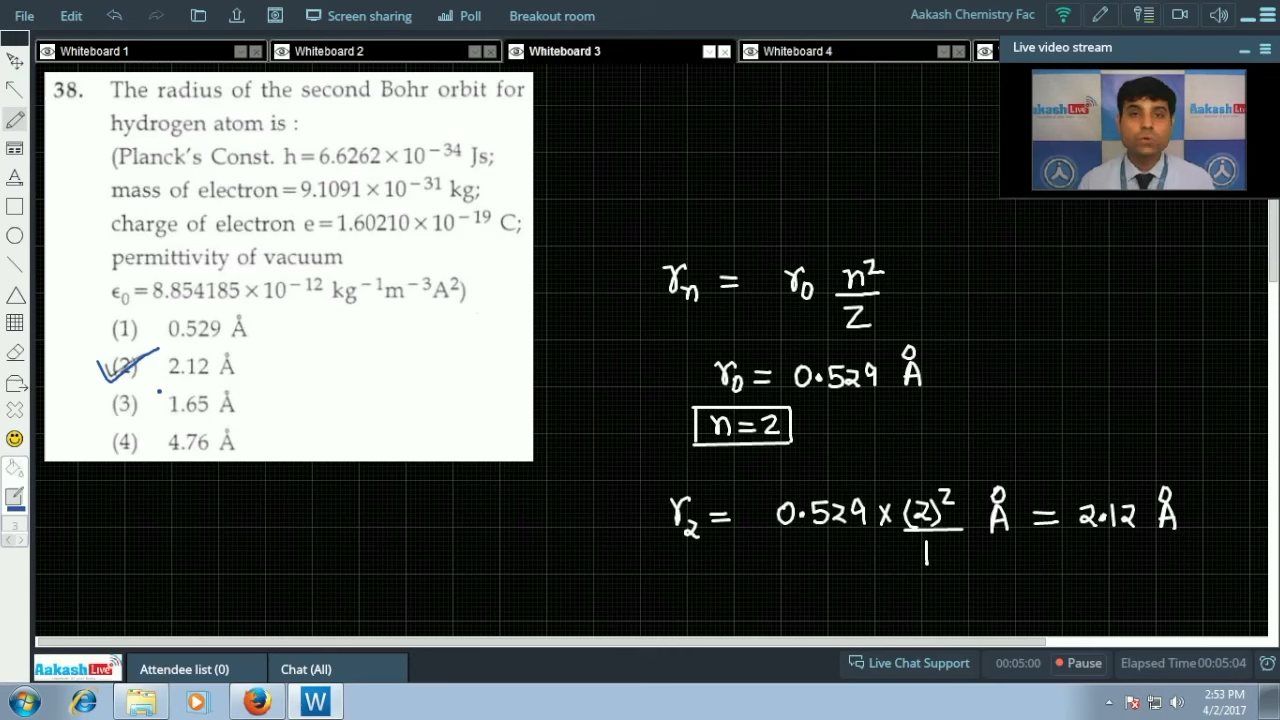 File Edit View Screen sharing Poll Breakout room Aakash Chemistry Fac
Whiteboard 1 Whiteboard 2 Whiteboard 3 Whiteboard 4
Live video stream
AakashLive AakashLive
38. The radius of the second Bohr orbit for
hydrogen atom is :
(Planck's Const. h = 6.6262 × 10⁻³⁴ Js;
mass of electron = 9.1091 × 10⁻³¹ kg;
charge of electron e = 1.60210 × 10⁻¹⁹ C;
permittivity of vacuum
ϵ₀ = 8.854185 × 10⁻¹² kg⁻¹m⁻³A²)
(1) 0.529 Å
(2) 2.12 Å
(3) 1.65 Å
(4) 4.76 Å
rₙ = r₀ n²/Z
r₀ = 0.529 Å
n = 2
r₂ = 0.529 × (2)²/1 Å = 2.12 Å
3
AakashLive Attendee list (0) Chat (All) Live Chat Support 00:05:00 Pause Elapsed Time 00:05:04
2:53 PM
4/2/2017